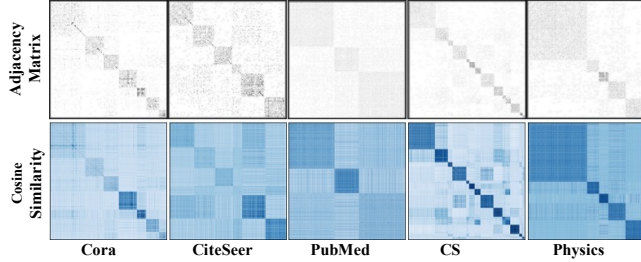 Adjacency
Matrix
Cosine
Similarity
Cora
CiteSeer
PubMed
CS
Physics